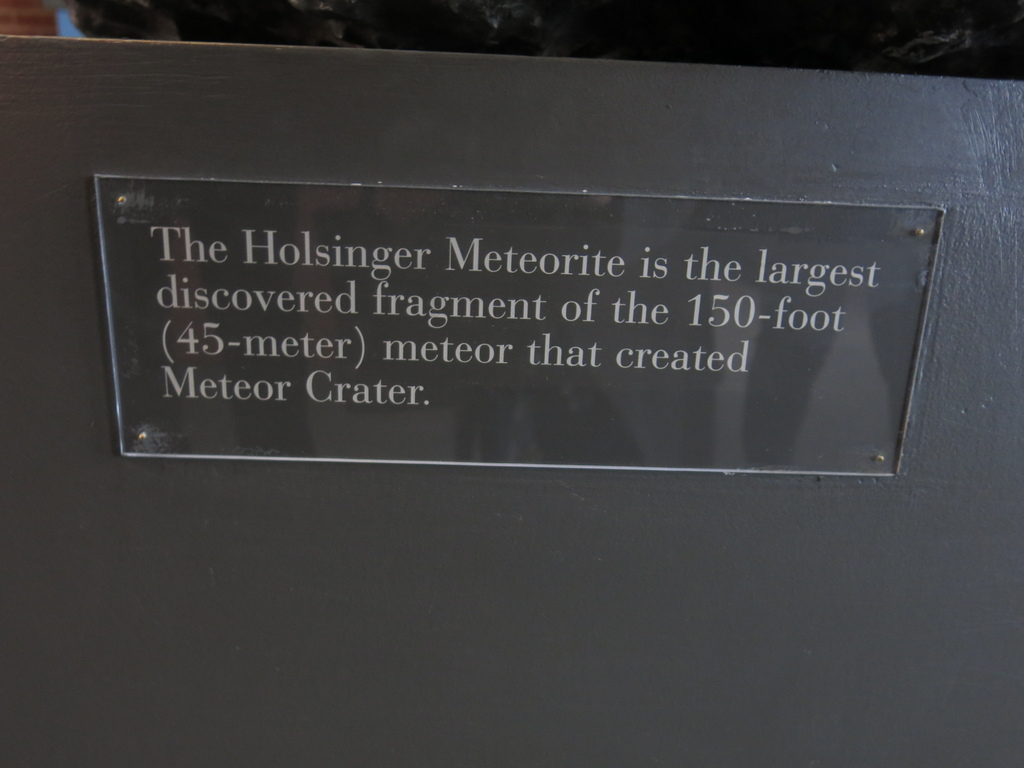 The Holsinger Meteorite is the largest
discovered fragment of the 150-foot
(45-meter) meteor that created
Meteor Crater.